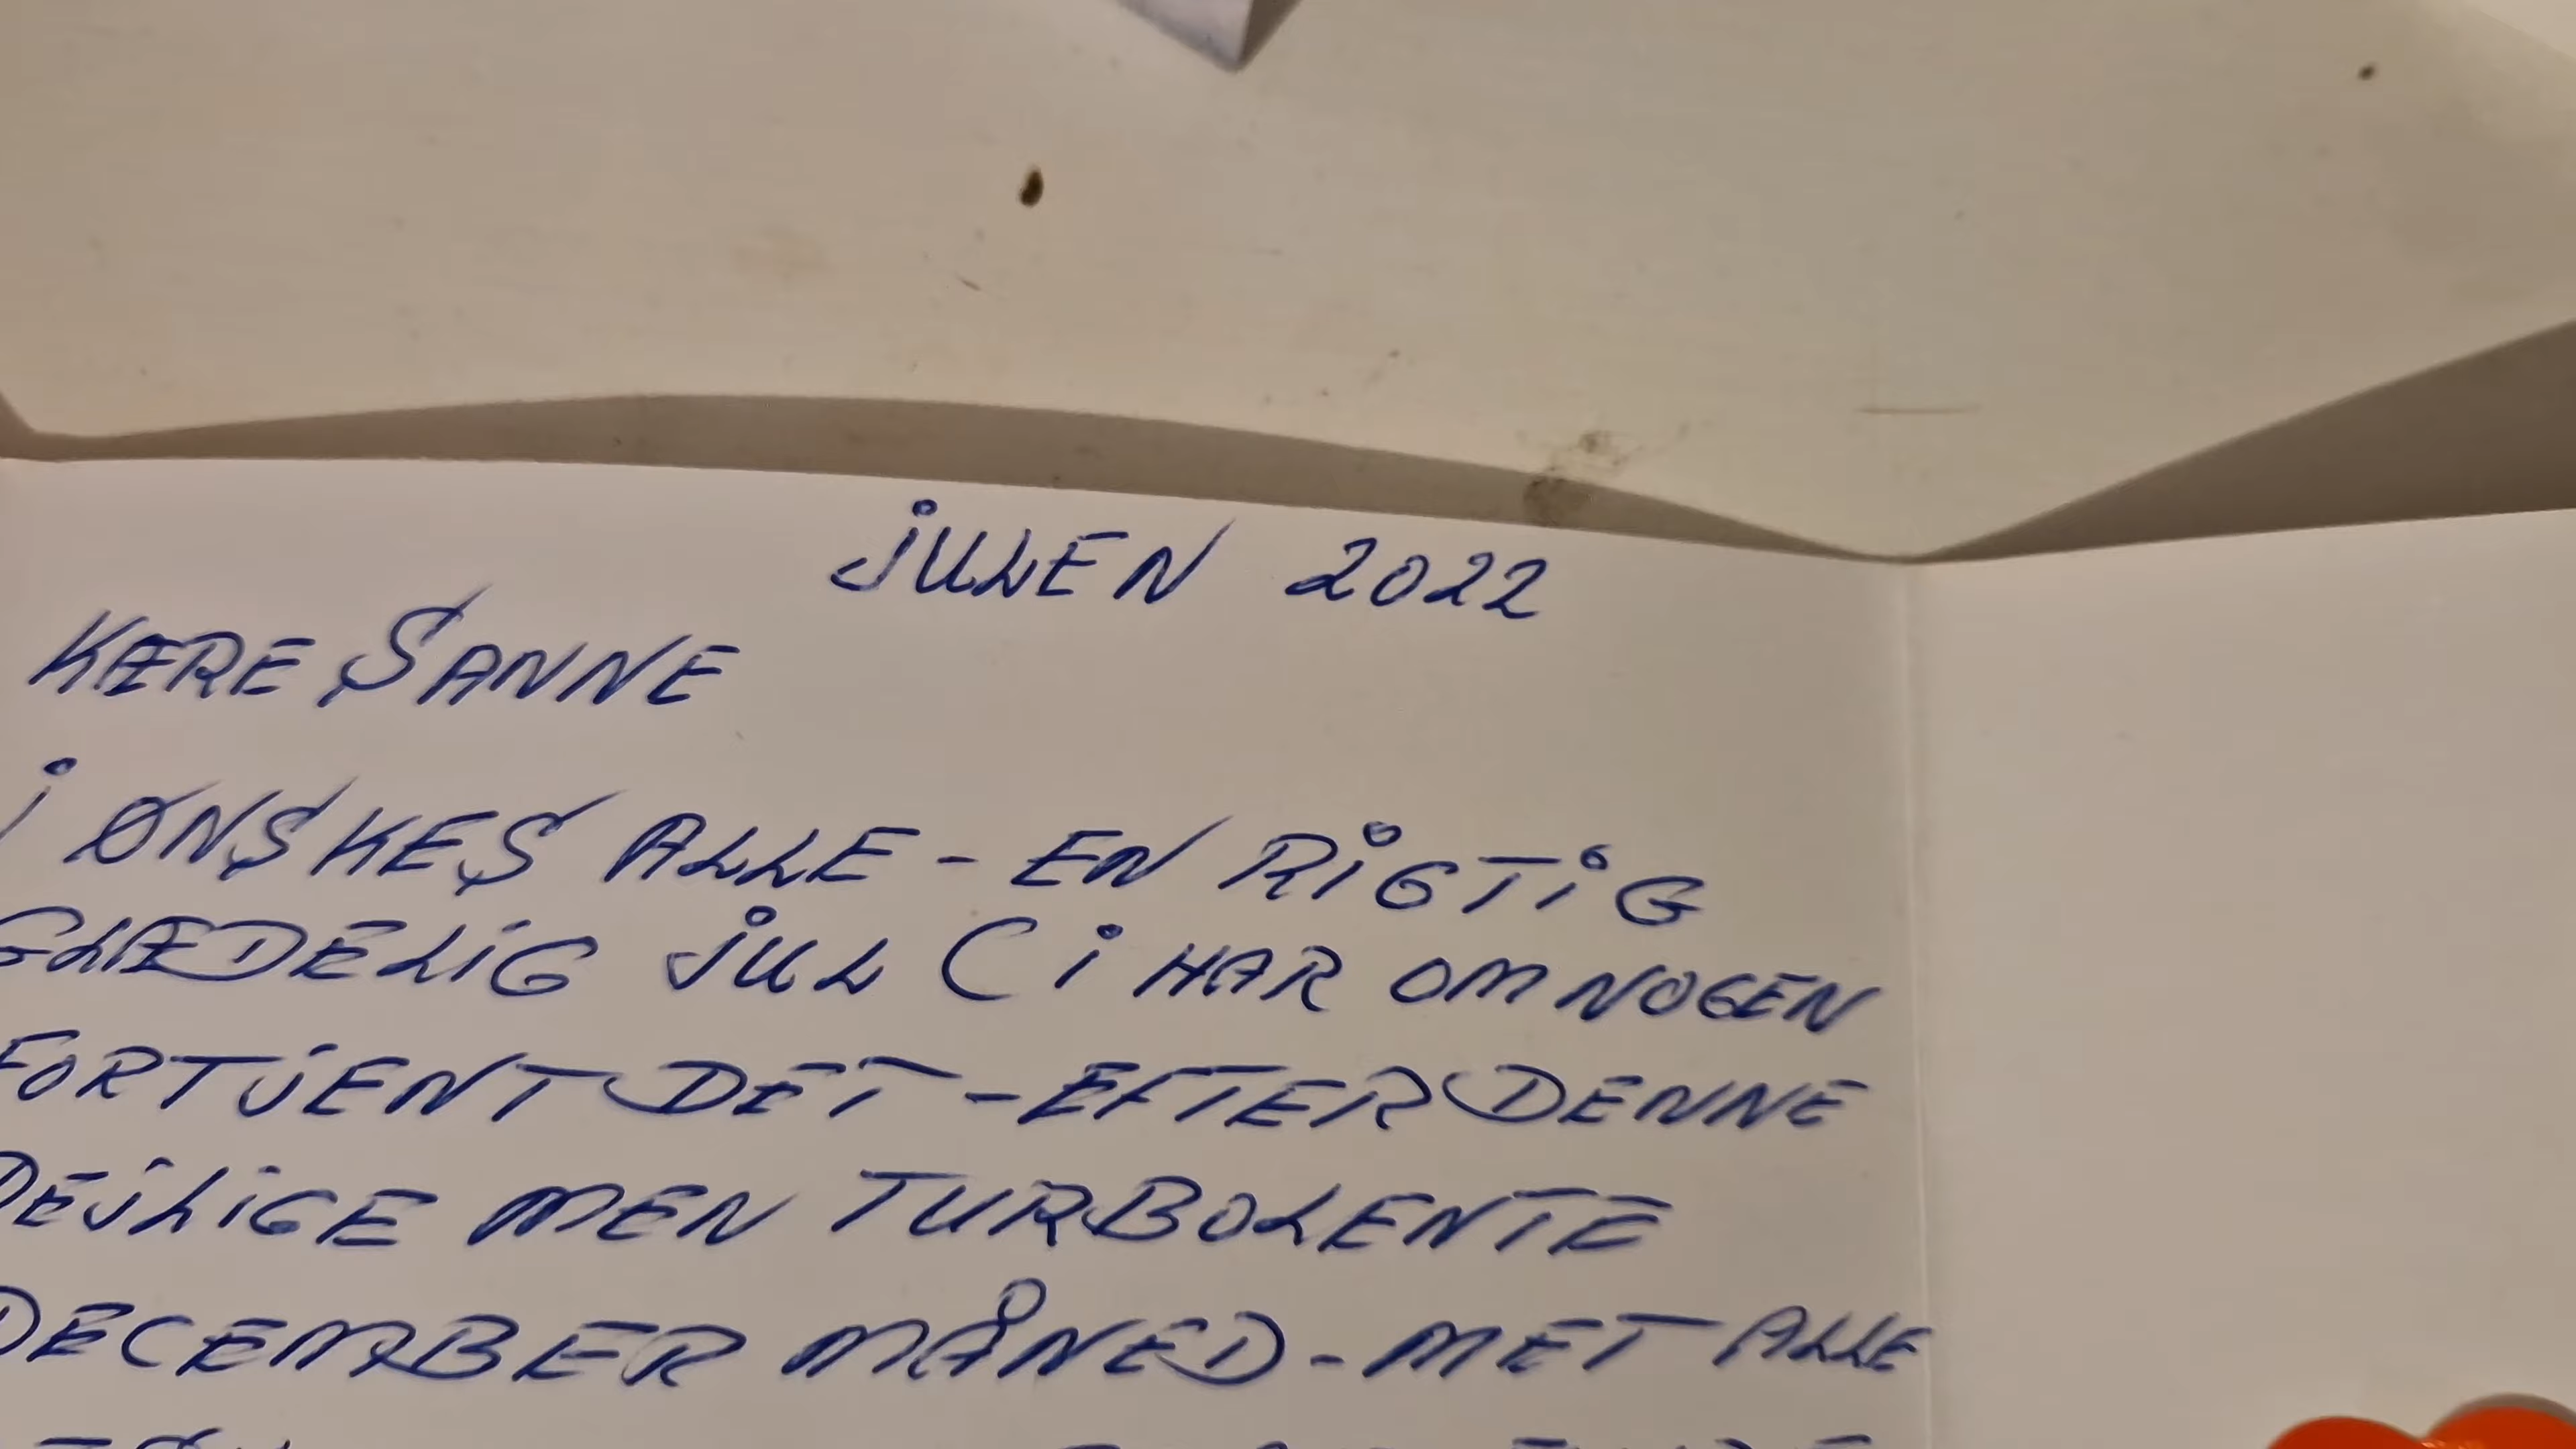 JULEN 2022
KÆRE SANNE
I ØNSKES ALLE - EN RIGTIG
GLÆDELIG JUL ( I HAR OM NOGEN
FORTJENT DET - EFTER DENNE
DEJLIGE MEN TURBOLENTE
DECEMBER MÅNED - MET ALLE